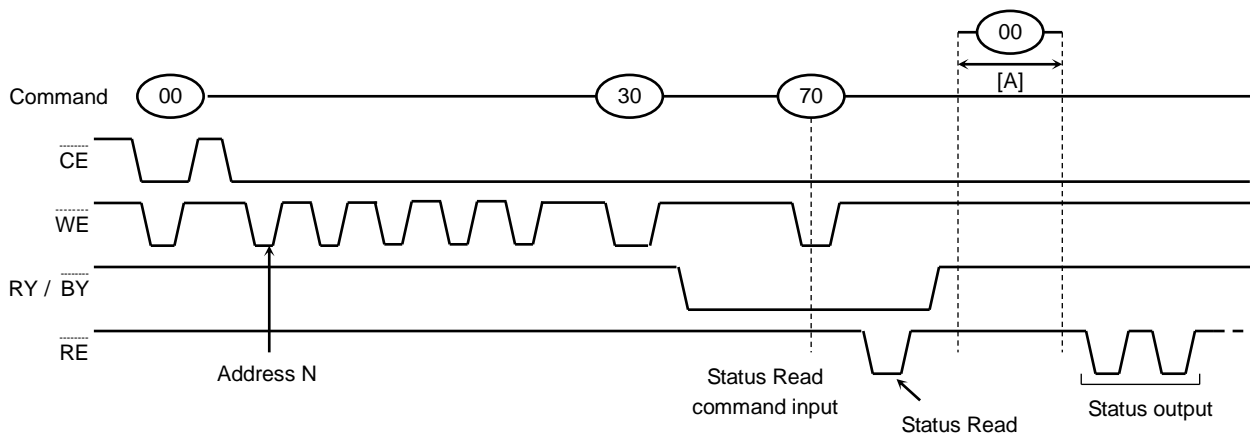 00
[A]
Command 00 30 70
CE
WE
RY / BY
RE
Address N
Status Read
command input
Status Read
Status output